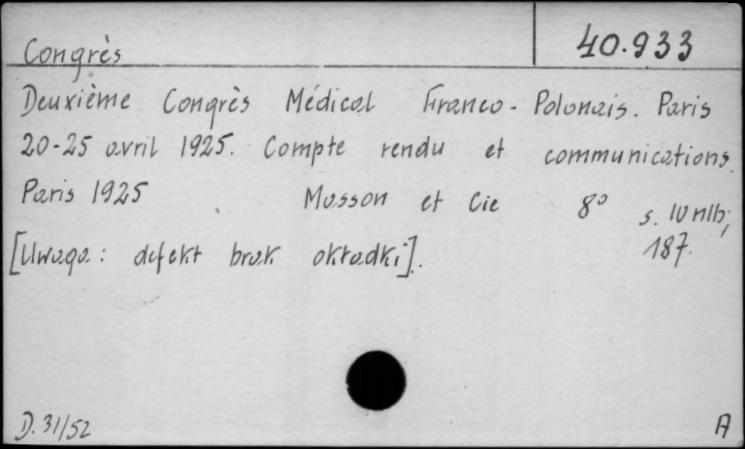 Congrès 40.933
Deuxième Congrès Médical Franco-Polonais. Paris
20-25 avril 1925. Compte rendu et communications.
Paris 1925 Masson et Cie 8° s. IV nlb;
187.
[Uwaga: defekt brak okładki].
D. 31/52 A